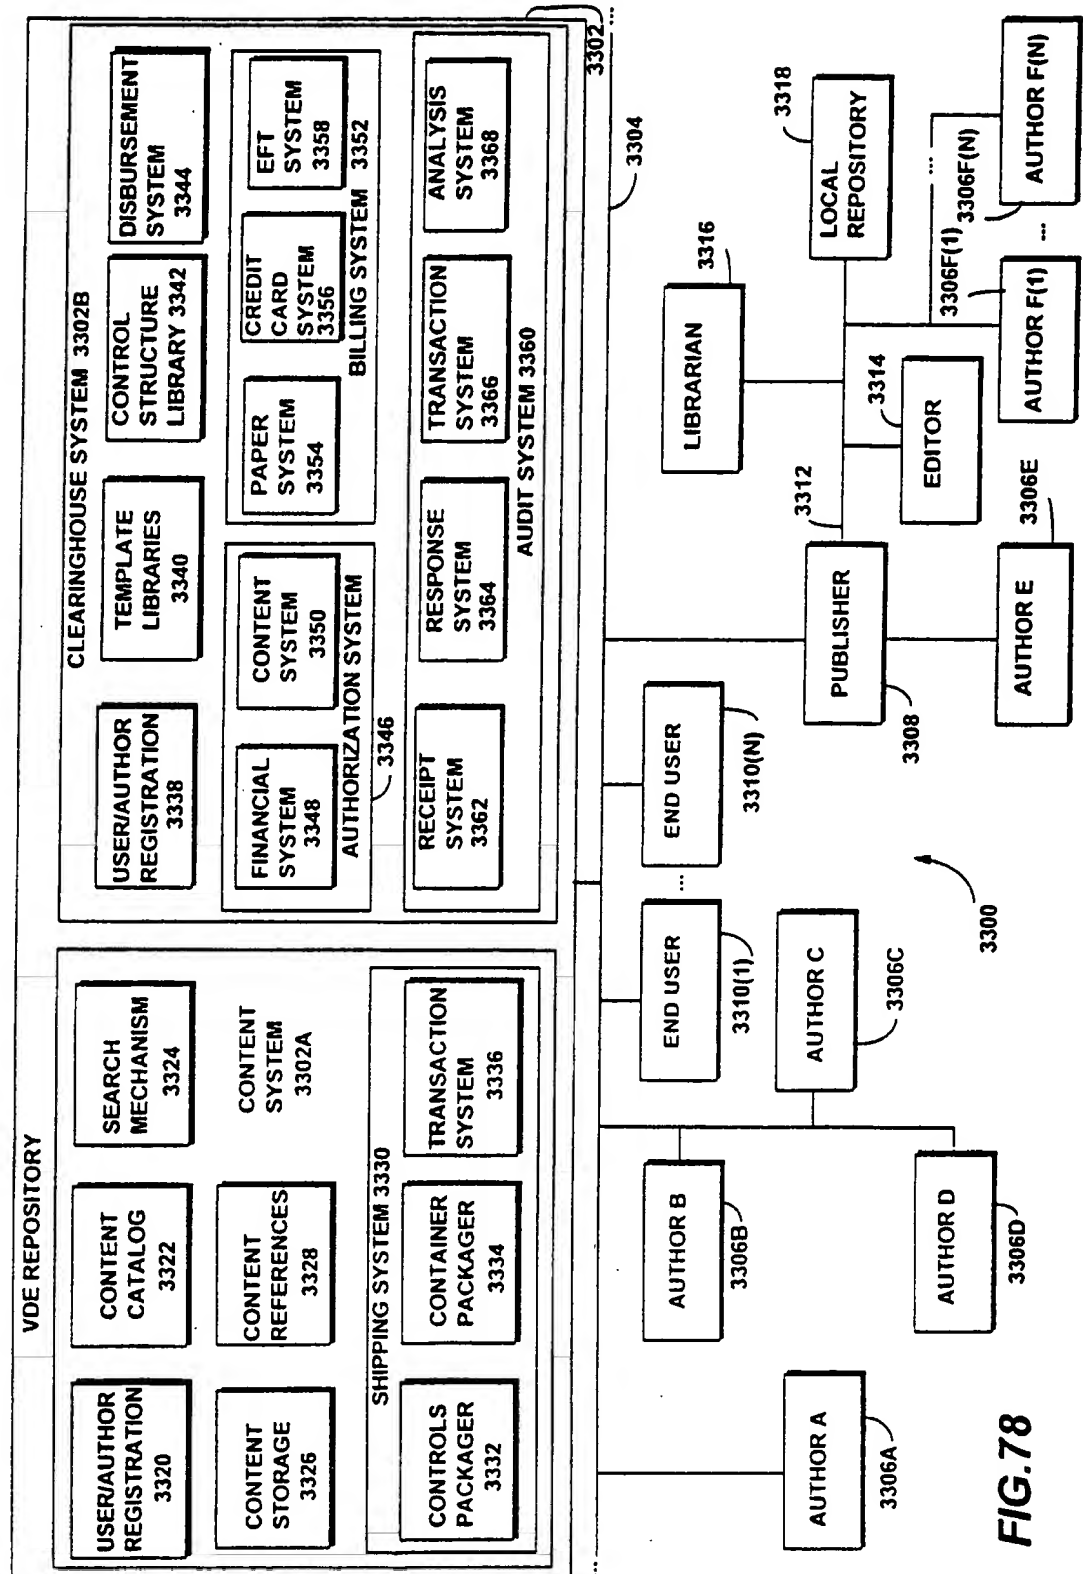 VDE REPOSITORY
USER/AUTHOR
REGISTRATION
3320
CONTENT
CATALOG
3322
SEARCH
MECHANISM
3324
CONTENT
STORAGE
3326
CONTENT
REFERENCES
3328
CONTENT
SYSTEM
3302A
SHIPPING SYSTEM 3330
CONTROLS
PACKAGER
3332
CONTAINER
PACKAGER
3334
TRANSACTION
SYSTEM
3336
CLEARINGHOUSE SYSTEM 3302B
USER/AUTHOR
REGISTRATION
3338
TEMPLATE
LIBRARIES
3340
CONTROL
STRUCTURE
LIBRARY 3342
DISBURSEMENT
SYSTEM
3344
FINANCIAL
SYSTEM
3348
CONTENT
SYSTEM
3350
AUTHORIZATION SYSTEM
3346
PAPER
SYSTEM
3354
CREDIT
CARD
SYSTEM
3356
EFT
SYSTEM
3358
BILLING SYSTEM 3352
RECEIPT
SYSTEM
3362
RESPONSE
SYSTEM
3364
TRANSACTION
SYSTEM
3366
ANALYSIS
SYSTEM
3368
AUDIT SYSTEM 3360
3302
...
...
3304
AUTHOR A
3306A
AUTHOR B
3306B
AUTHOR C
3306C
AUTHOR D
3306D
END USER
3310(1)
...
END USER
3310(N)
PUBLISHER
3308
3312
LIBRARIAN
3316
LOCAL
REPOSITORY
3318
EDITOR
3314
AUTHOR E
3306E
AUTHOR F(1)
3306F(1)
...
...
AUTHOR F(N)
3306F(N)
3300
FIG.78